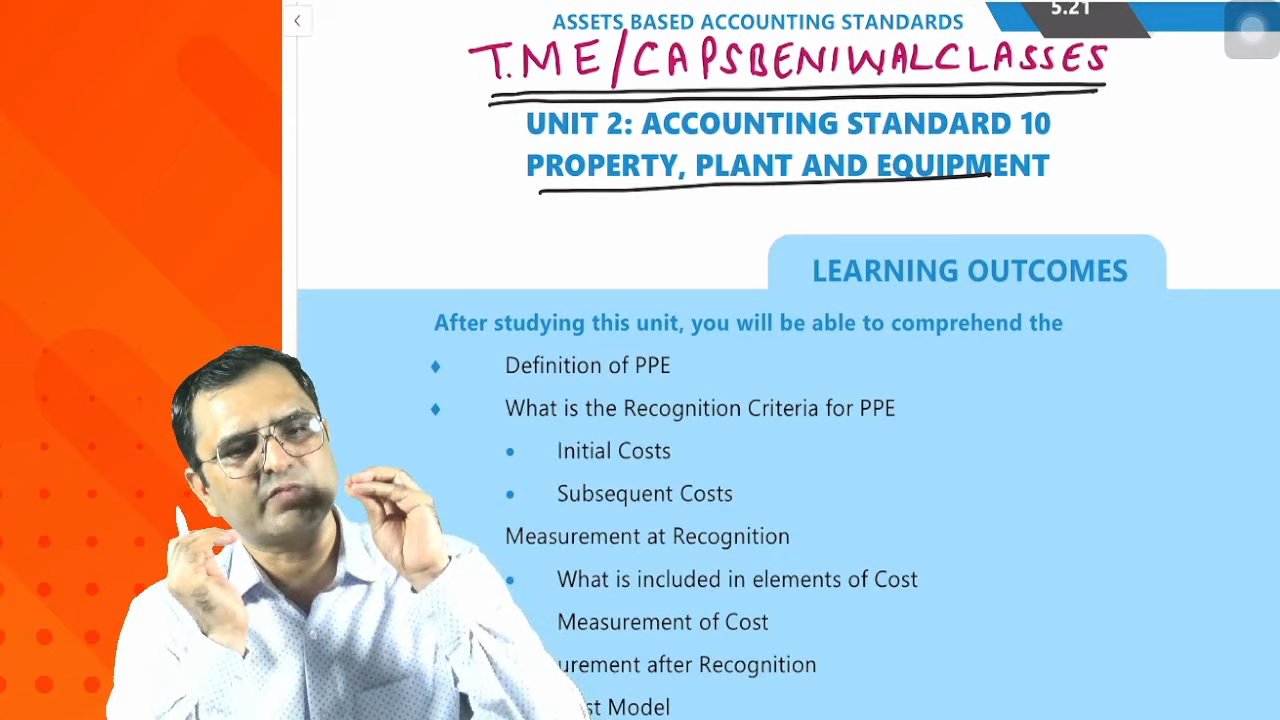 ASSETS BASED ACCOUNTING STANDARDS
5.21
T.ME/CAPSBENIWALCLASSES
UNIT 2: ACCOUNTING STANDARD 10
PROPERTY, PLANT AND EQUIPMENT
LEARNING OUTCOMES
After studying this unit, you will be able to comprehend the
Definition of PPE
What is the Recognition Criteria for PPE
Initial Costs
Subsequent Costs
Measurement at Recognition
What is included in elements of Cost
Measurement of Cost
after Recognition
Model